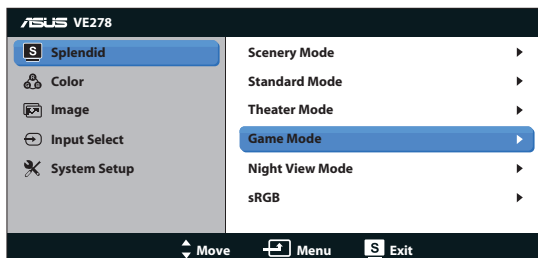 ASUS VE278
S Splendid
Color
Image
Input Select
System Setup
Scenery Mode
Standard Mode
Theater Mode
Game Mode
Night View Mode
sRGB
Move Menu S Exit